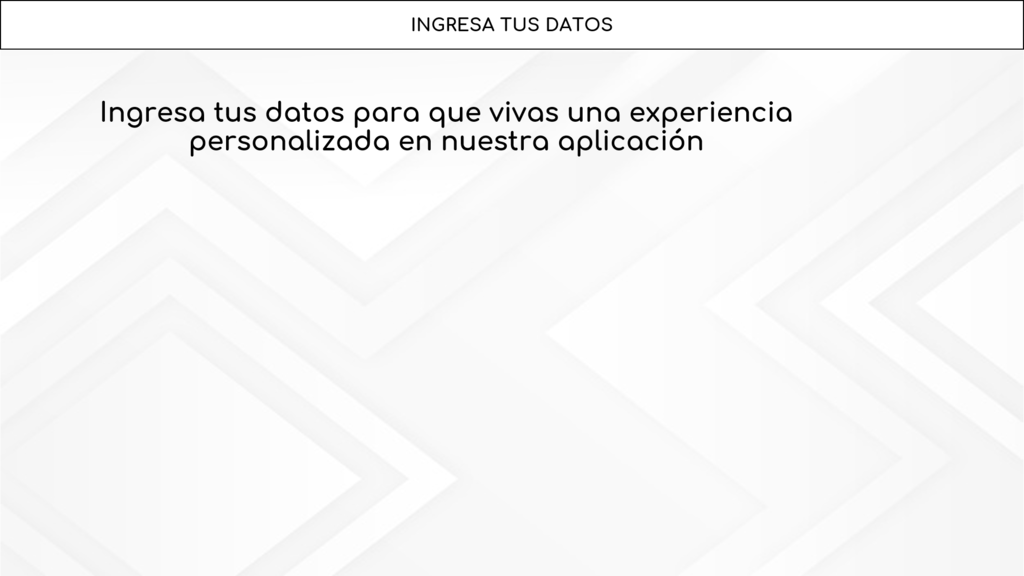 INGRESA TUS DATOS
Ingresa tus datos para que vivas una experiencia
personalizada en nuestra aplicación